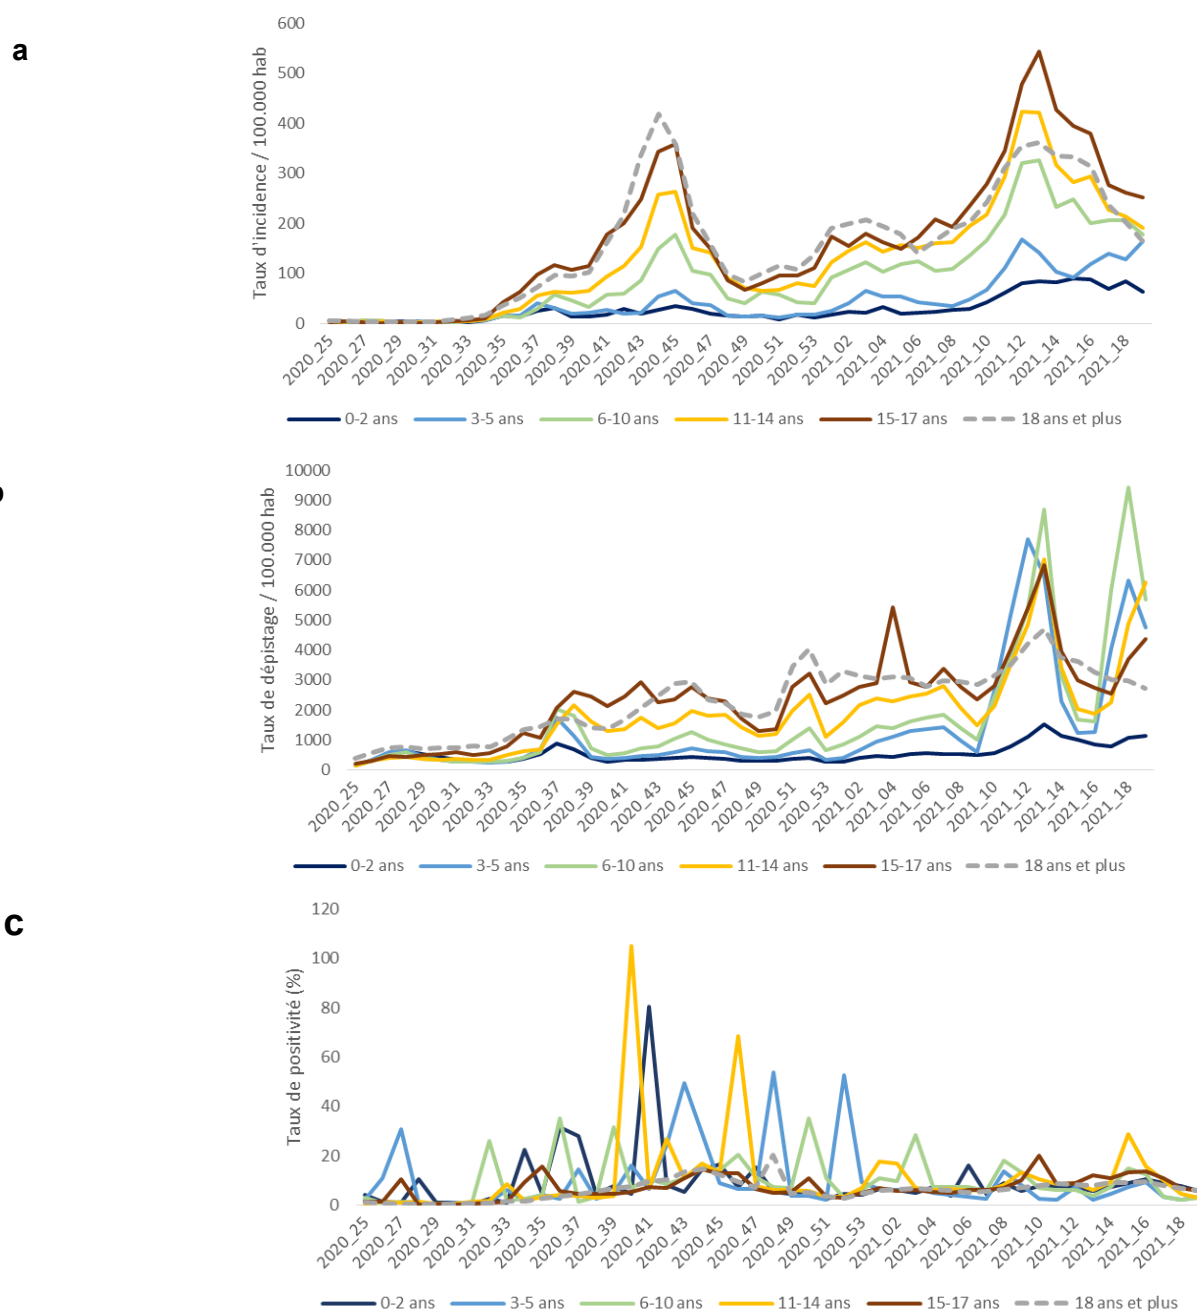 a
Taux d'incidence / 100.000 hab
600
500
400
300
200
100
0
2020_25 2020_27 2020_29 2020_31 2020_33 2020_35 2020_37 2020_39 2020_41 2020_43 2020_45 2020_47 2020_49 2020_51 2020_53 2021_02 2021_04 2021_06 2021_08 2021_10 2021_12 2021_14 2021_16 2021_18
0-2 ans 3-5 ans 6-10 ans 11-14 ans 15-17 ans 18 ans et plus
Taux de dépistage / 100.000 hab
10000
9000
8000
7000
6000
5000
4000
3000
2000
1000
0
2020_25 2020_27 2020_29 2020_31 2020_33 2020_35 2020_37 2020_39 2020_41 2020_43 2020_45 2020_47 2020_49 2020_51 2020_53 2021_02 2021_04 2021_06 2021_08 2021_10 2021_12 2021_14 2021_16 2021_18
0-2 ans 3-5 ans 6-10 ans 11-14 ans 15-17 ans 18 ans et plus
c
Taux de positivité (%)
120
100
80
60
40
20
0
2020_25 2020_27 2020_29 2020_31 2020_33 2020_35 2020_37 2020_39 2020_41 2020_43 2020_45 2020_47 2020_49 2020_51 2020_53 2021_02 2021_04 2021_06 2021_08 2021_10 2021_12 2021_14 2021_16 2021_18
0-2 ans 3-5 ans 6-10 ans 11-14 ans 15-17 ans 18 ans et plus